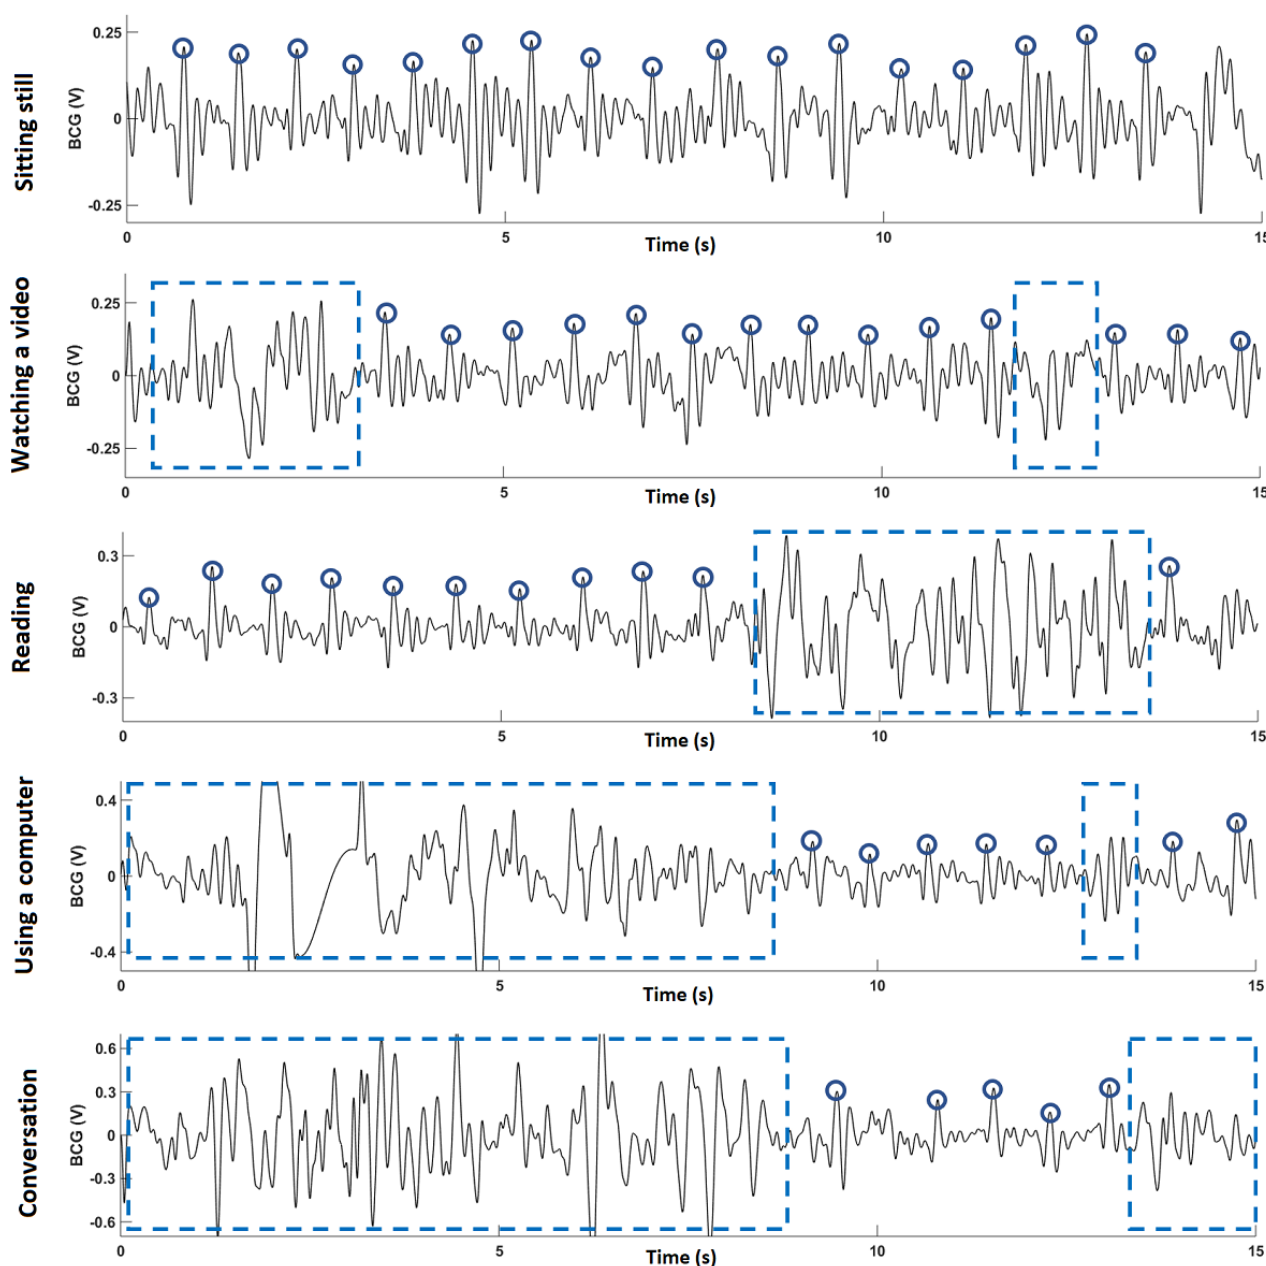 Sitting still
BCG (V)
0.25
0
-0.25
0 5 10 15
Time (s)
Watching a video
BCG (V)
0.25
0
-0.25
0 5 10 15
Time (s)
Reading
BCG (V)
0.3
0
-0.3
0 5 10 15
Time (s)
Using a computer
BCG (V)
0.4
0
-0.4
0 5 10 15
Time (s)
Conversation
BCG (V)
0.6
0.3
0
-0.3
-0.6
0 5 10 15
Time (s)